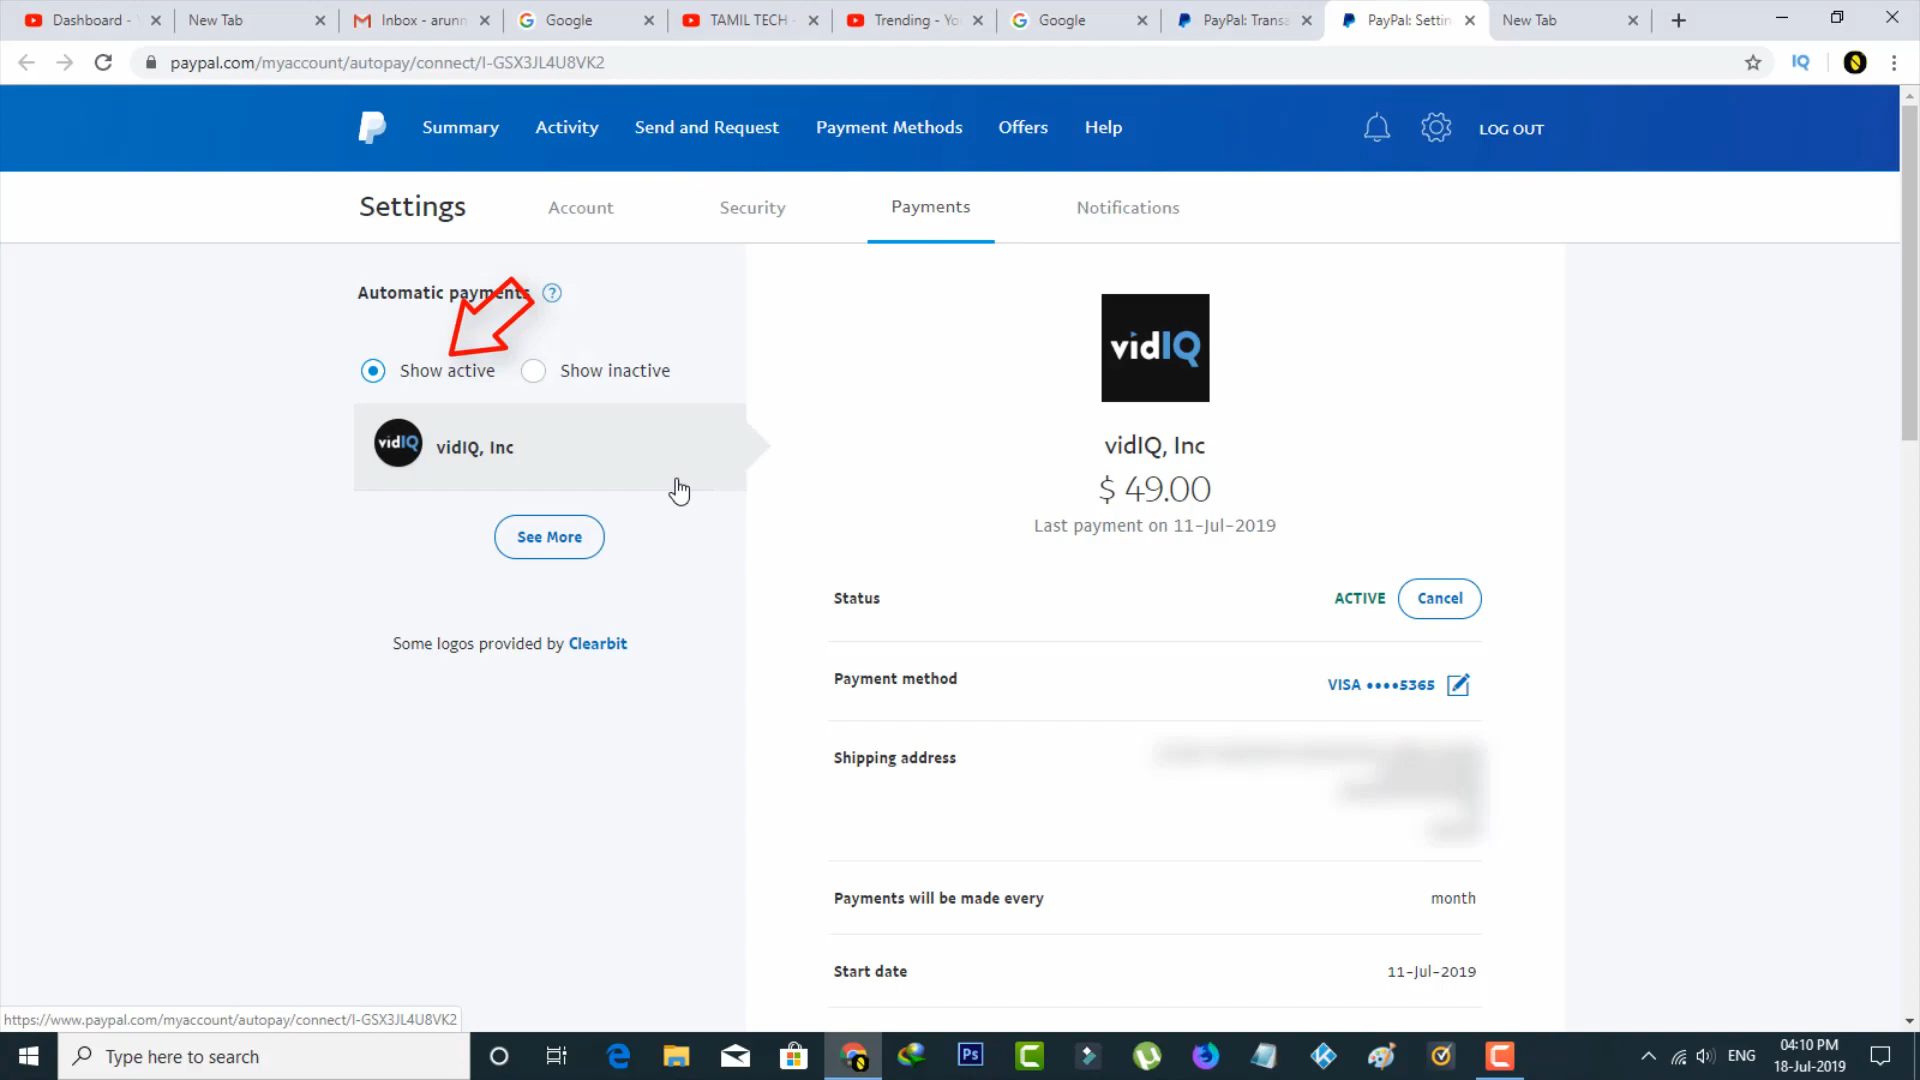 Dashboard -
New Tab
Inbox - arunn
Google
TAMIL TECH -
Trending - Yo
Google
PayPal: Transa
PayPal: Settin
New Tab
paypal.com/myaccount/autopay/connect/I-GSX3JL4U8VK2
IQ
Summary
Activity
Send and Request
Payment Methods
Offers
Help
LOG OUT
Settings
Account
Security
Payments
Notifications
Automatic payments ?
Show active
Show inactive
vidIQ
vidIQ, Inc
See More
Some logos provided by Clearbit
vidIQ
vidIQ, Inc
$ 49.00
Last payment on 11-Jul-2019
Status
ACTIVE
Cancel
Payment method
VISA ••••5365
Shipping address
Payments will be made every
month
Start date
11-Jul-2019
https://www.paypal.com/myaccount/autopay/connect/I-GSX3JL4U8VK2
Type here to search
Ps
ENG
04:10 PM
18-Jul-2019